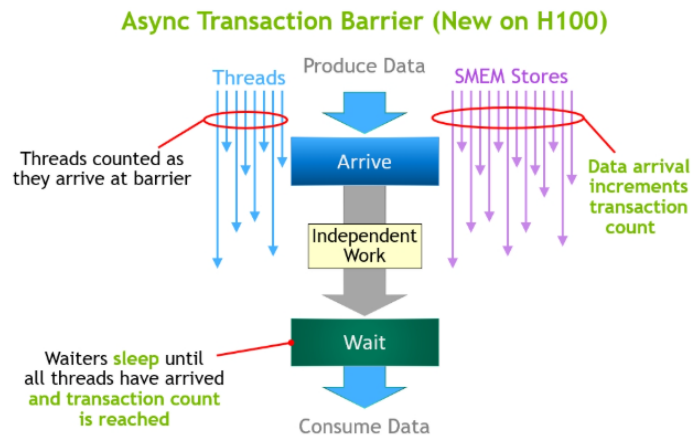 Async Transaction Barrier (New on H100)
Produce Data
Threads
SMEM Stores
Threads counted as
they arrive at barrier
Arrive
Data arrival
increments
transaction
count
Independent
Work
Wait
Waiters sleep until
all threads have arrived
and transaction count
is reached
Consume Data